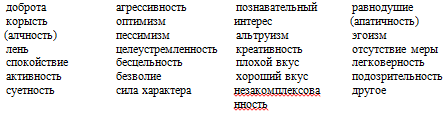 доброта
корысть
(алчность)
лень
спокойствие
активность
суетность
агрессивность
оптимизм
пессимизм
целеустремленность
бесцельность
безволие
сила характера
познавательный
интерес
альтруизм
креативность
плохой вкус
хороший вкус
незакомплексова
нность
равнодушие
(апатичность)
эгоизм
отсутствие меры
легковерность
подозрительность
другое